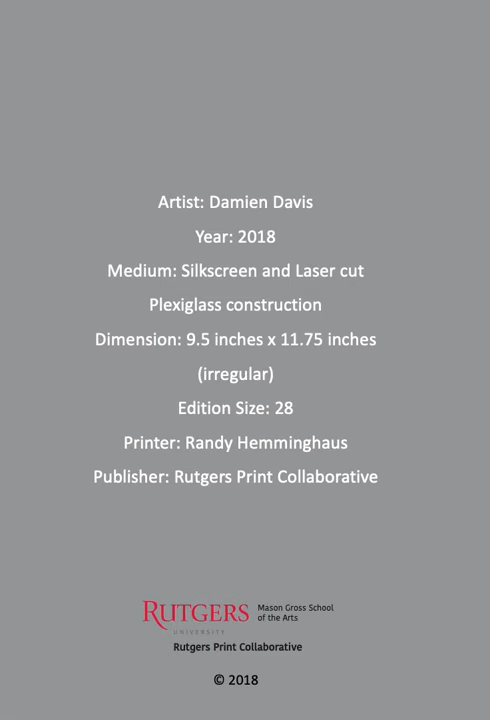 Artist: Damien Davis
Year: 2018
Medium: Silkscreen and Laser cut
Plexiglass construction
Dimension: 9.5 inches x 11.75 inches
(irregular)
Edition Size: 28
Printer: Randy Hemminghaus
Publisher: Rutgers Print Collaborative
RUTGERS
UNIVERSITY
Mason Gross School
of the Arts
Rutgers Print Collaborative
© 2018